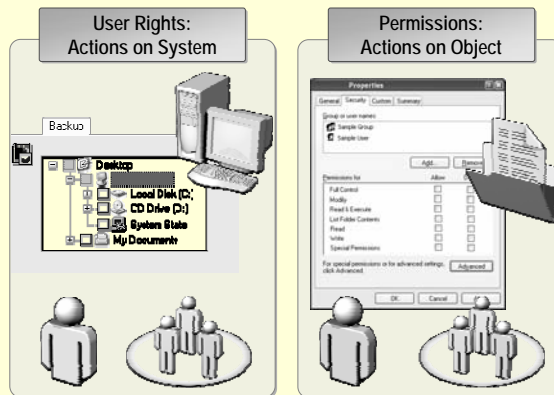 User Rights:
Actions on System
Backup
Desktop
Local Disk (C:)
CD Drive (D:)
System State
My Documents
Permissions:
Actions on Object
Properties
General Security Custom Summary
Group or user names:
Sample Group
Sample User
Add... Remove
Permissions for Allow
Full Control
Modify
Read & Execute
List Folder Contents
Read
Write
Special Permissions
For special permissions or for advanced settings,
click Advanced.
Advanced
OK Cancel